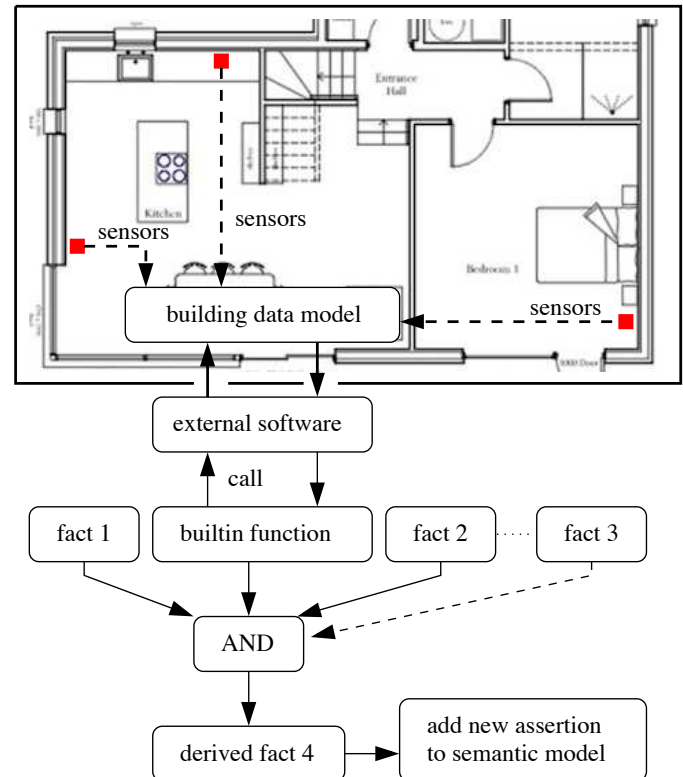 Entrance
Hall
Kitchen
sensors
sensors
Bedroom 1
sensors
building data model
external software
call
fact 1
builtin function
fact 2
fact 3
AND
derived fact 4
add new assertion
to semantic model